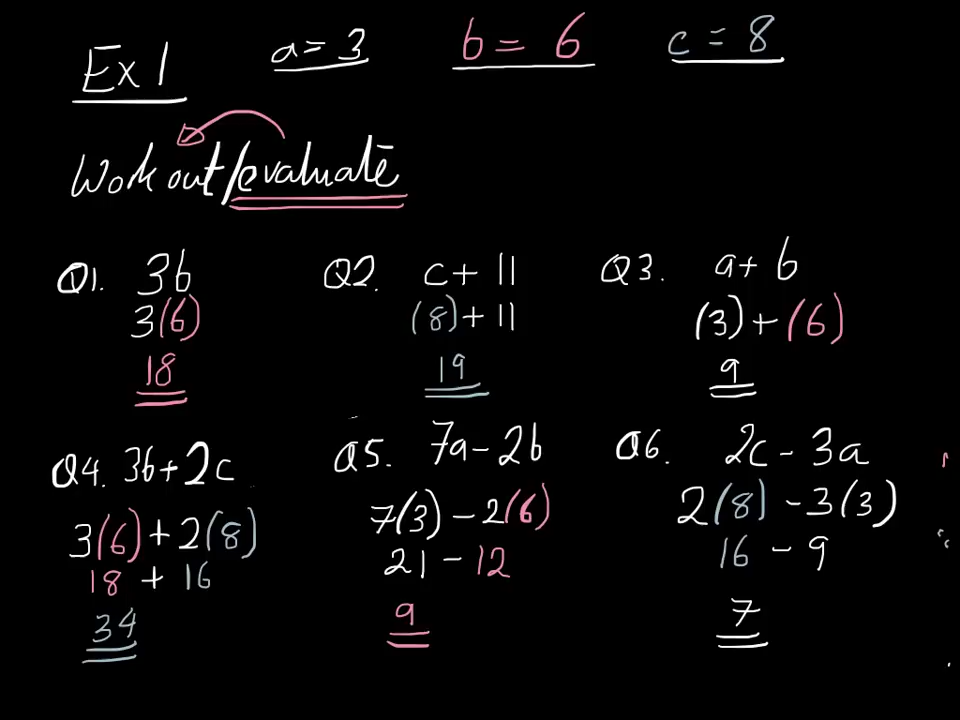 Ex 1 a = 3 b = 6 c = 8
Work out/evaluate
Q1. 3b
3(6)
18
Q2. c + 11
(8) + 11
19
Q3. a + b
(3) + (6)
9
Q4. 3b + 2c
3(6) + 2(8)
18 + 16
34
Q5. 7a - 2b
7(3) - 2(6)
21 - 12
9
Q6. 2c - 3a
2(8) - 3(3)
16 - 9
7